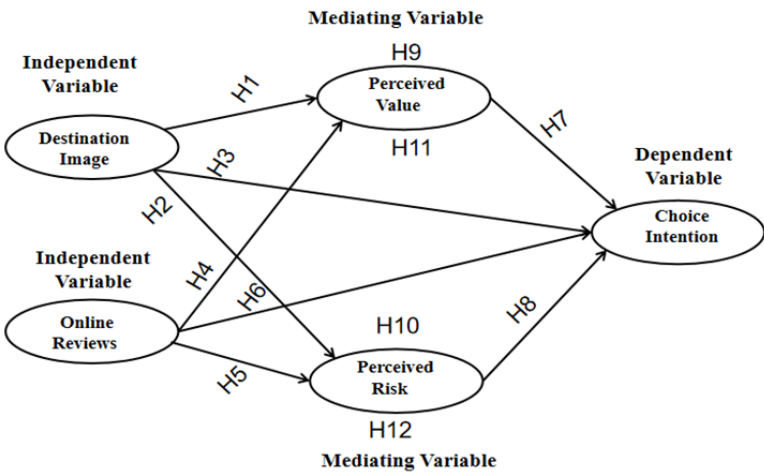 Mediating Variable
H9
Independent
Variable
H1
Perceived
Value
H7
Destination
Image
H11
H3
Dependent
Variable
H2
Choice
Intention
Independent
Variable
H4
H6
H8
Online
Reviews
H10
H5
Perceived
Risk
H12
Mediating Variable